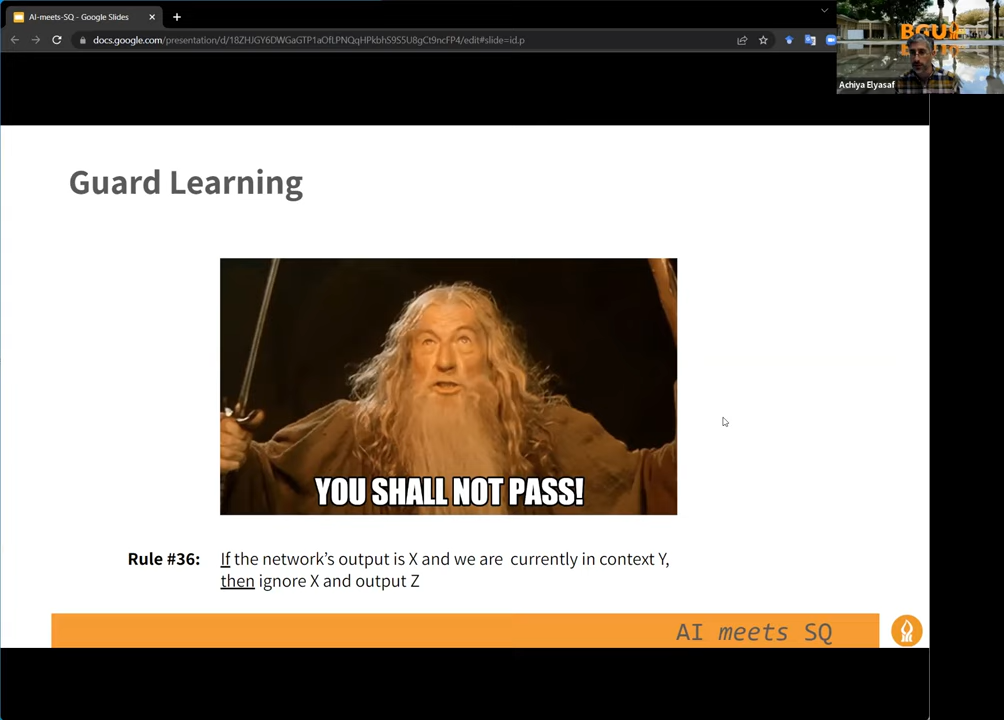 AI-meets-SQ - Google Slides
docs.google.com/presentation/d/18ZHJGY6DWGaGTP1aOfLPNQqHPkbhS9S5U8gCt9ncFP4/edit#slide=id.p
BGU
Achiya Elyasaf
Guard Learning
YOU SHALL NOT PASS!
Rule #36: If the network's output is X and we are currently in context Y,
then ignore X and output Z
AI meets SQ